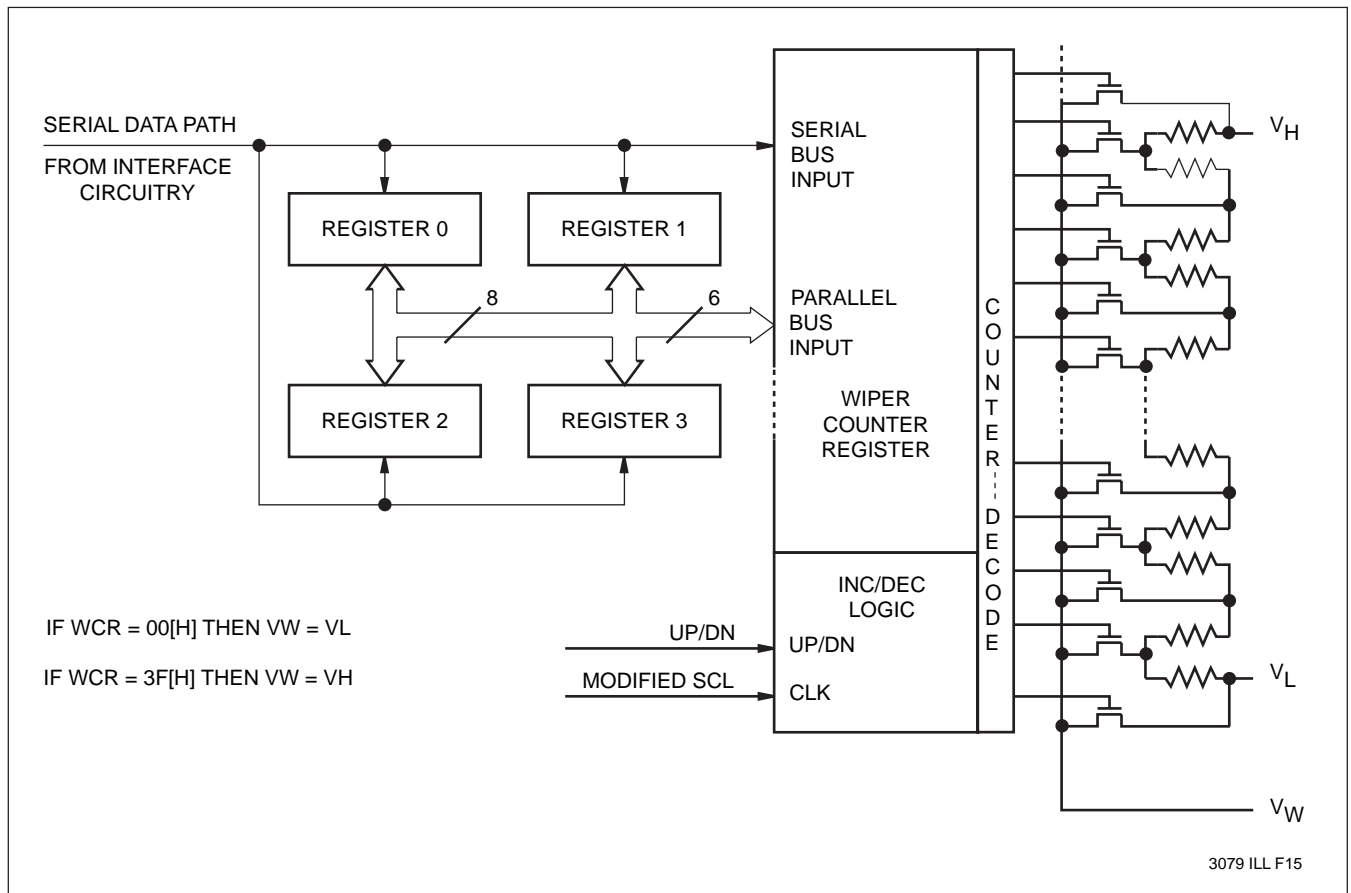 SERIAL DATA PATH
FROM INTERFACE
CIRCUITRY
REGISTER 0
REGISTER 1
8
6
REGISTER 2
REGISTER 3
SERIAL
BUS
INPUT
PARALLEL
BUS
INPUT
WIPER
COUNTER
REGISTER
INC/DEC
LOGIC
UP/DN
UP/DN
MODIFIED SCL
CLK
IF WCR = 00[H] THEN VW = VL
IF WCR = 3F[H] THEN VW = VH
C
O
U
N
T
E
R
D
E
C
O
D
E
VH
VL
VW
3079 ILL F15